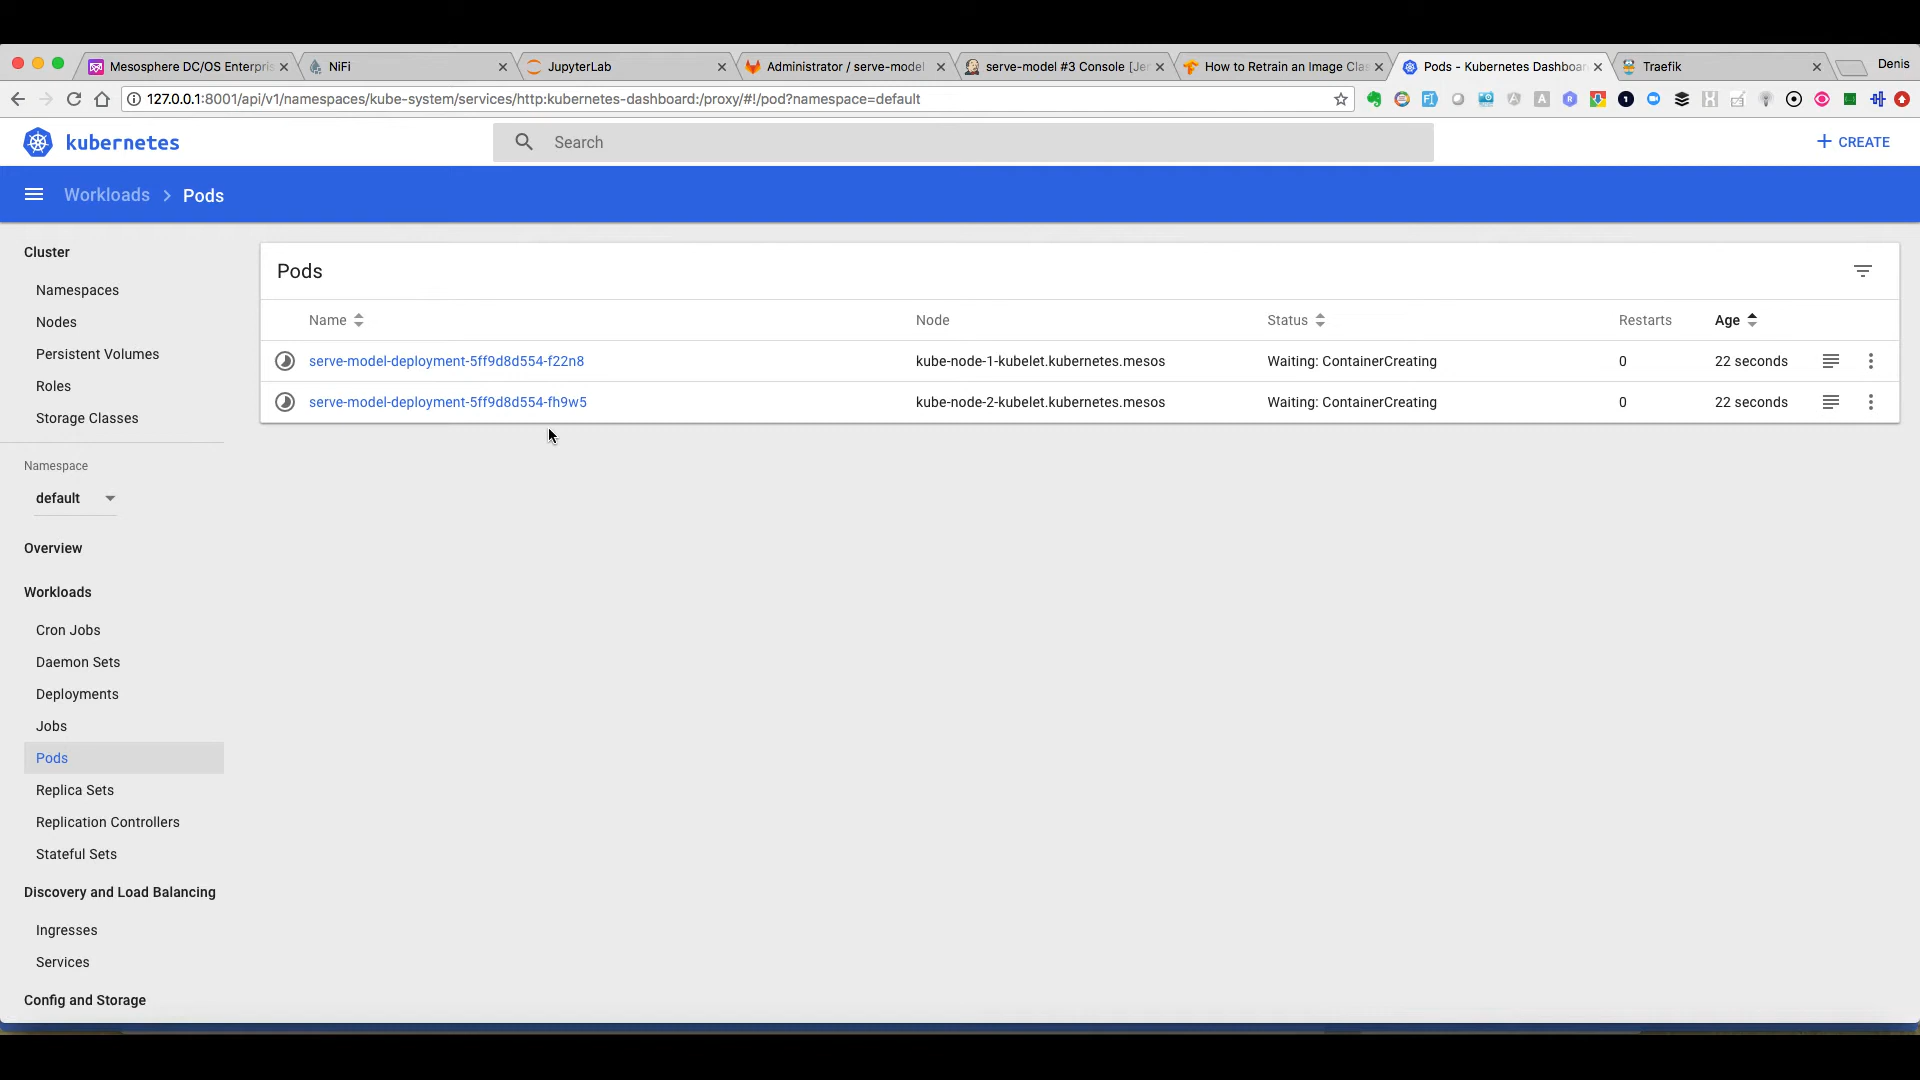 Mesosphere DC/OS Enterpris
NiFi
JupyterLab
Administrator / serve-model
serve-model #3 Console [Jen
How to Retrain an Image Clas
Pods - Kubernetes Dashboar
Traefik
Denis
127.0.0.1:8001/api/v1/namespaces/kube-system/services/http:kubernetes-dashboard:/proxy/#!/pod?namespace=default
kubernetes
Search
+ CREATE
Workloads > Pods
Cluster
Namespaces
Nodes
Persistent Volumes
Roles
Storage Classes
Namespace
default
Overview
Workloads
Cron Jobs
Daemon Sets
Deployments
Jobs
Pods
Replica Sets
Replication Controllers
Stateful Sets
Discovery and Load Balancing
Ingresses
Services
Config and Storage
Pods
Name Node Status Restarts Age
serve-model-deployment-5ff9d8d554-f22n8 kube-node-1-kubelet.kubernetes.mesos Waiting: ContainerCreating 0 22 seconds
serve-model-deployment-5ff9d8d554-fh9w5 kube-node-2-kubelet.kubernetes.mesos Waiting: ContainerCreating 0 22 seconds